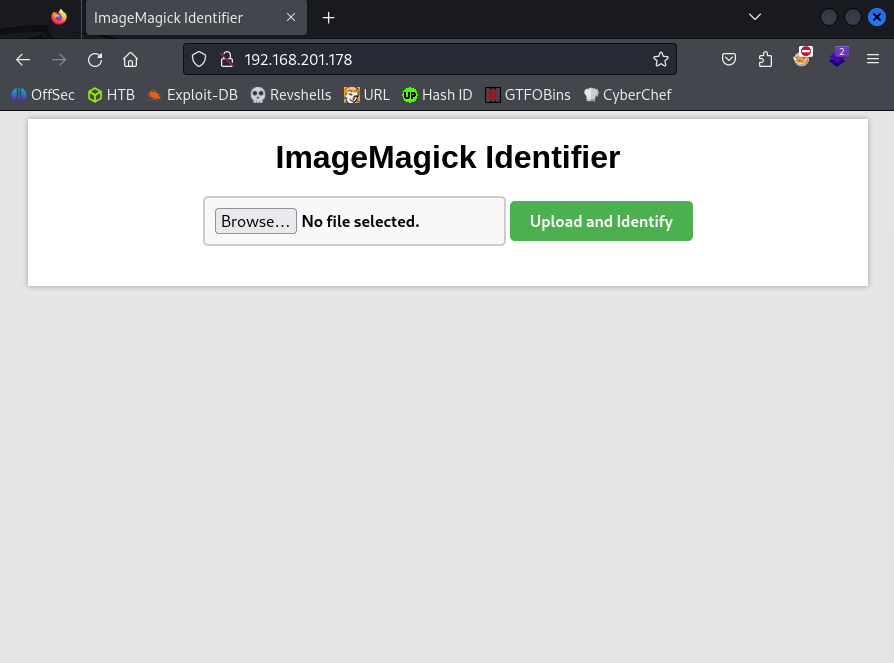 ImageMagick Identifier
192.168.201.178
2
OffSec HTB Exploit-DB Revshells URL UP Hash ID GTFOBins CyberChef
ImageMagick Identifier
Browse… No file selected. Upload and Identify